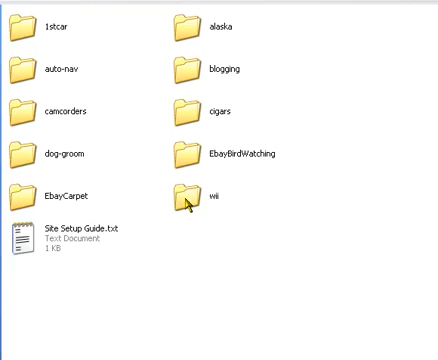 1stcar
alaska
auto-nav
blogging
camcorders
cigars
dog-groom
EbayBirdWatching
EbayCarpet
wii
Site Setup Guide.txt
Text Document
1 KB